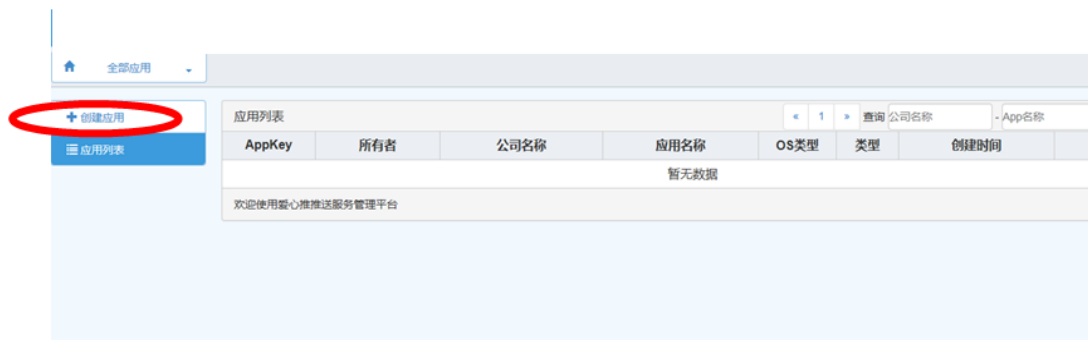 全部应用
创建应用
应用列表
应用列表 « 1 » 查询 公司名称 - App名称
AppKey 所有者 公司名称 应用名称 OS类型 类型 创建时间
暂无数据
欢迎使用爱心推推送服务管理平台